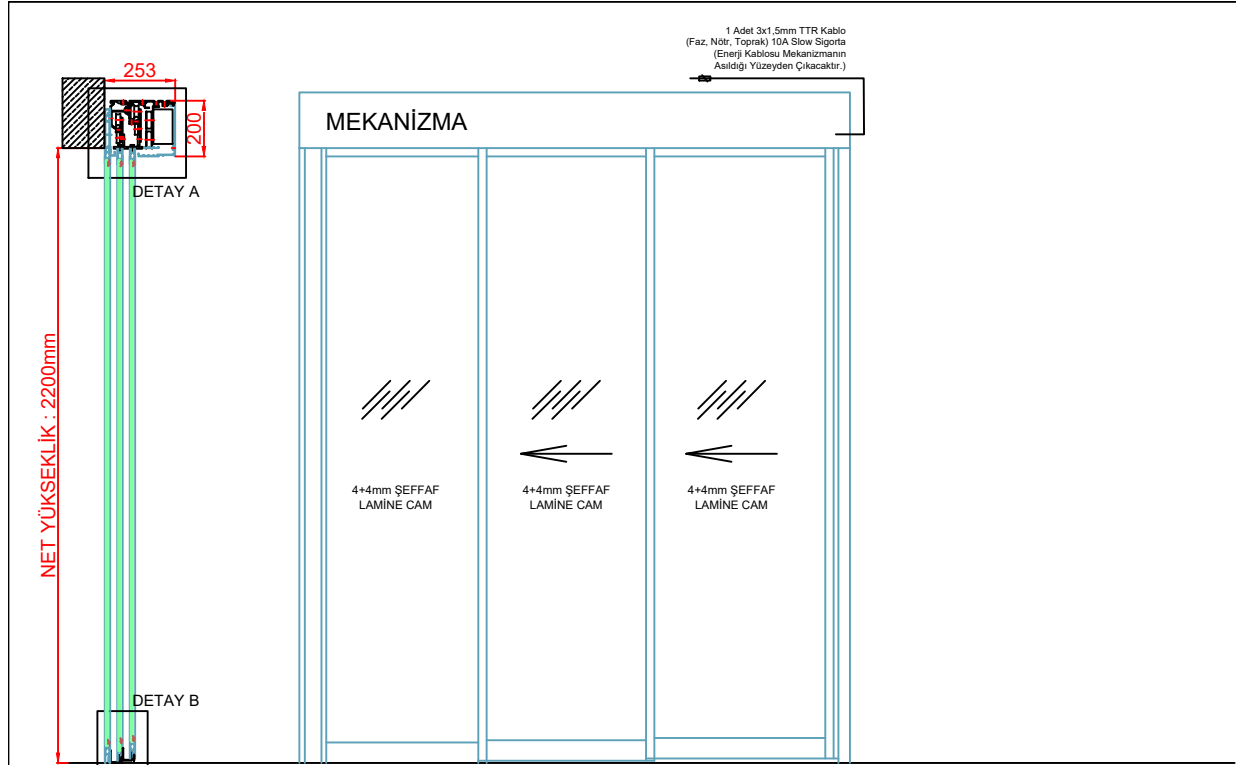 1 Adet 3x1,5mm TTR Kablo
(Faz, Nötr, Toprak) 10A Slow Sigorta
(Enerji Kablosu Mekanizmanın
Asıldığı Yüzeyden Çıkacaktır.)
253
200
MEKANİZMA
DETAY A
NET YÜKSEKLİK : 2200mm
4+4mm ŞEFFAF
LAMİNE CAM
4+4mm ŞEFFAF
LAMİNE CAM
4+4mm ŞEFFAF
LAMİNE CAM
DETAY B